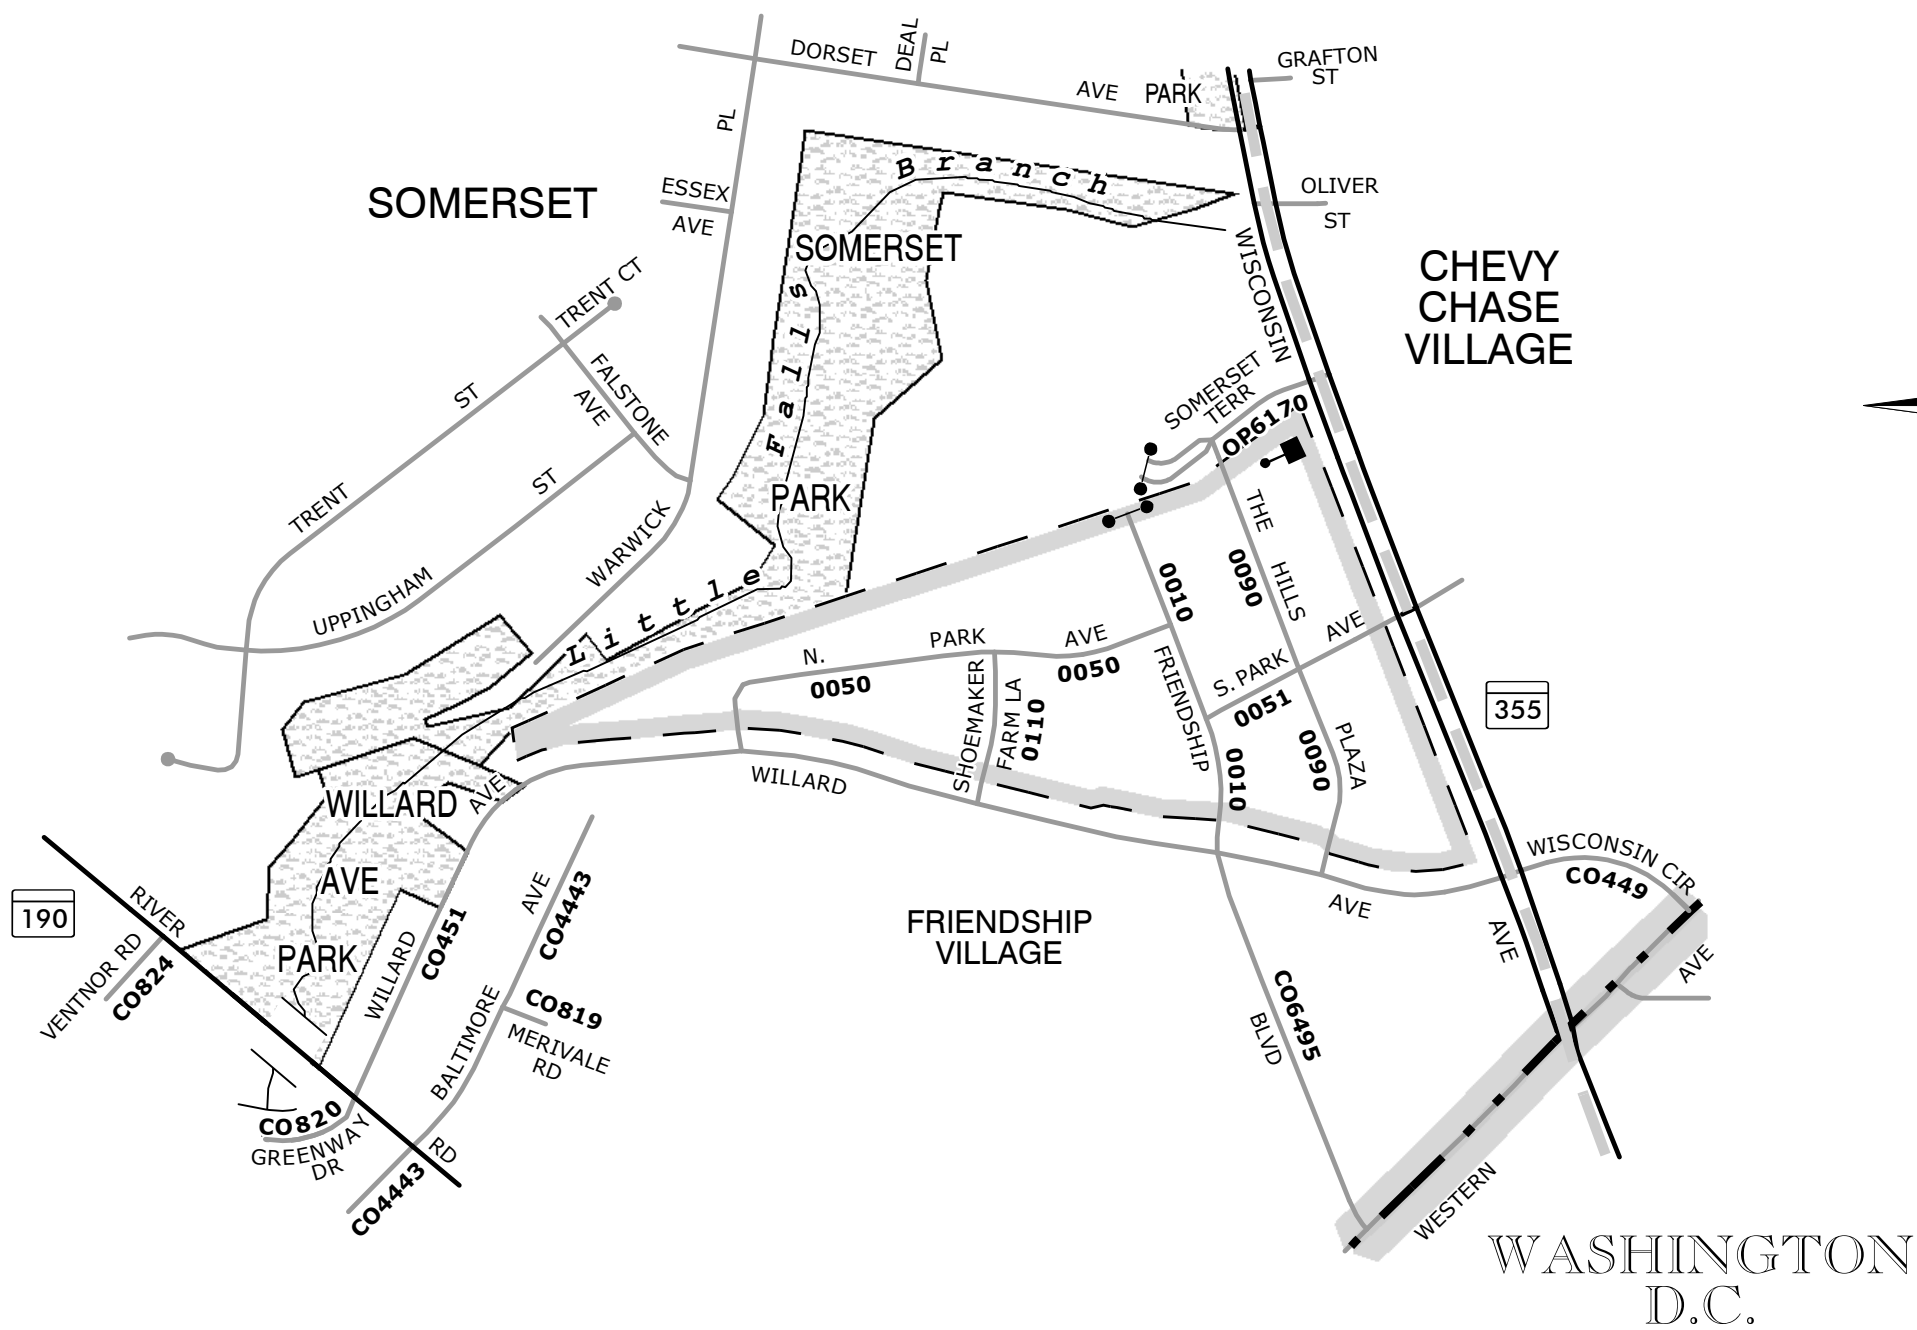 DORSET
DEAL
PL
AVE
PARK
GRAFTON
ST
PL
ESSEX
AVE
OLIVER
ST
SOMERSET
Branch
SOMERSET
WISCONSIN
CHEVY
CHASE
VILLAGE
TRENT CT
FALSTONE
AVE
ST
Falls
SOMERSET
TERR
OP6170
TRENT
ST
WARWICK
PARK
THE
HILLS
0090
0010
UPPINGHAM
Little
N.
PARK
AVE
0050
0050
SHOEMAKER
FARM LA
0110
FRIENDSHIP
S. PARK
AVE
0051
355
0010
0090
PLAZA
WILLARD
AVE
WILLARD
AVE
WISCONSIN CIR
CO449
AVE
PARK
190
RIVER
VENTNOR RD
CO824
WILLARD
CO451
AVE
CO4443
BALTIMORE
CO819
MERIVALE
RD
FRIENDSHIP
VILLAGE
AVE
AVE
CO6495
BLVD
CO820
GREENWAY
DR
RD
CO4443
WESTERN
WASHINGTON
D.C.